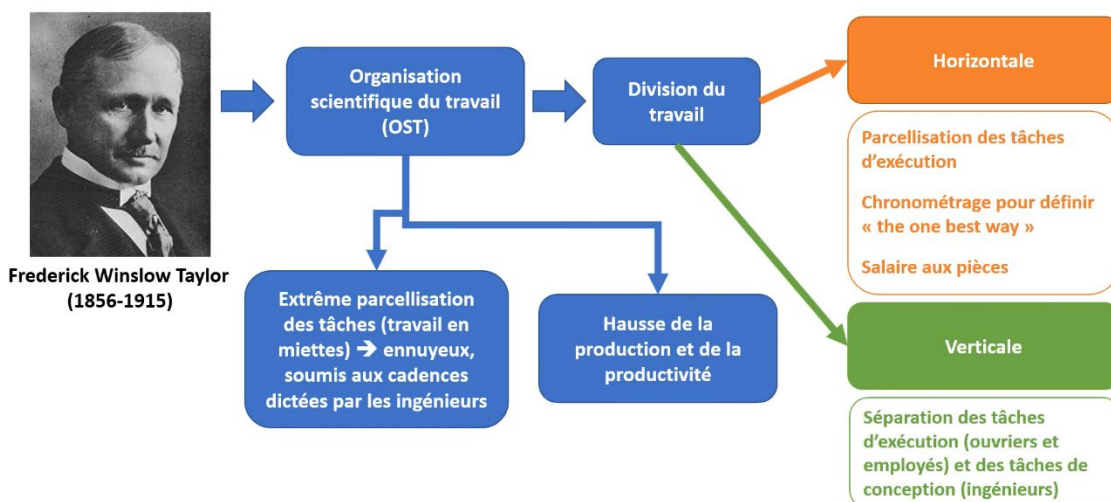 Frederick Winslow Taylor
(1856-1915)
Organisation
scientifique du travail
(OST)
Division du
travail
Horizontale
Parcellisation des tâches
d'exécution
Chronométrage pour définir
« the one best way »
Salaire aux pièces
Extrême parcellisation
des tâches (travail en
miettes) ➔ ennuyeux,
soumis aux cadences
dictées par les ingénieurs
Hausse de la
production et de la
productivité
Verticale
Séparation des tâches
d'exécution (ouvriers et
employés) et des tâches de
conception (ingénieurs)